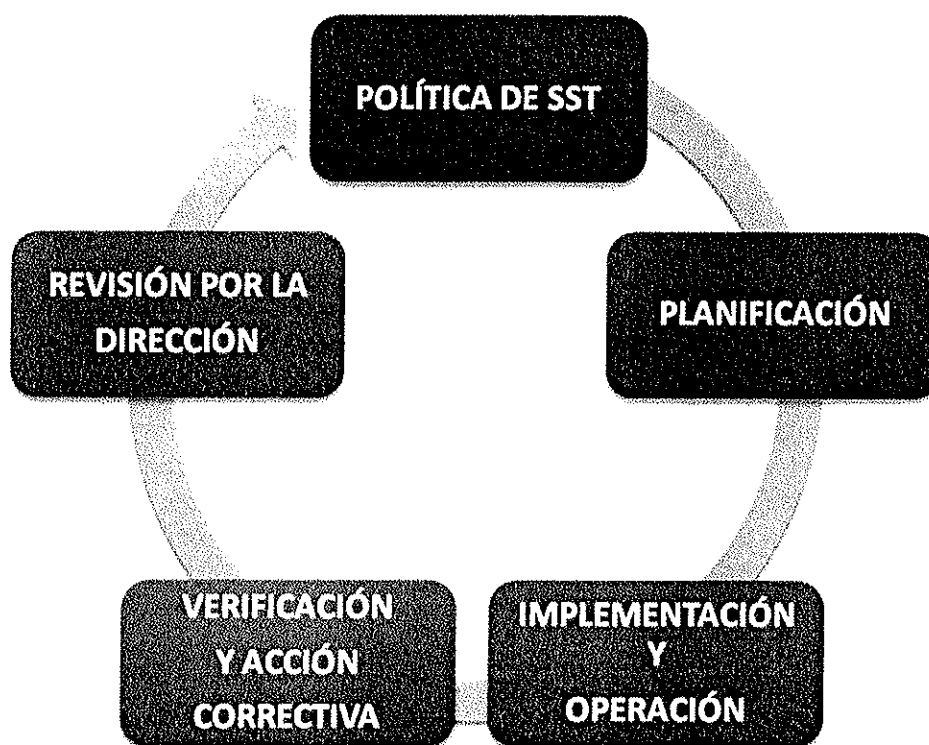 POLÍTICA DE SST
PLANIFICACIÓN
IMPLEMENTACIÓN
Y
OPERACIÓN
VERIFICACIÓN
Y ACCIÓN
CORRECTIVA
REVISIÓN POR LA
DIRECCIÓN